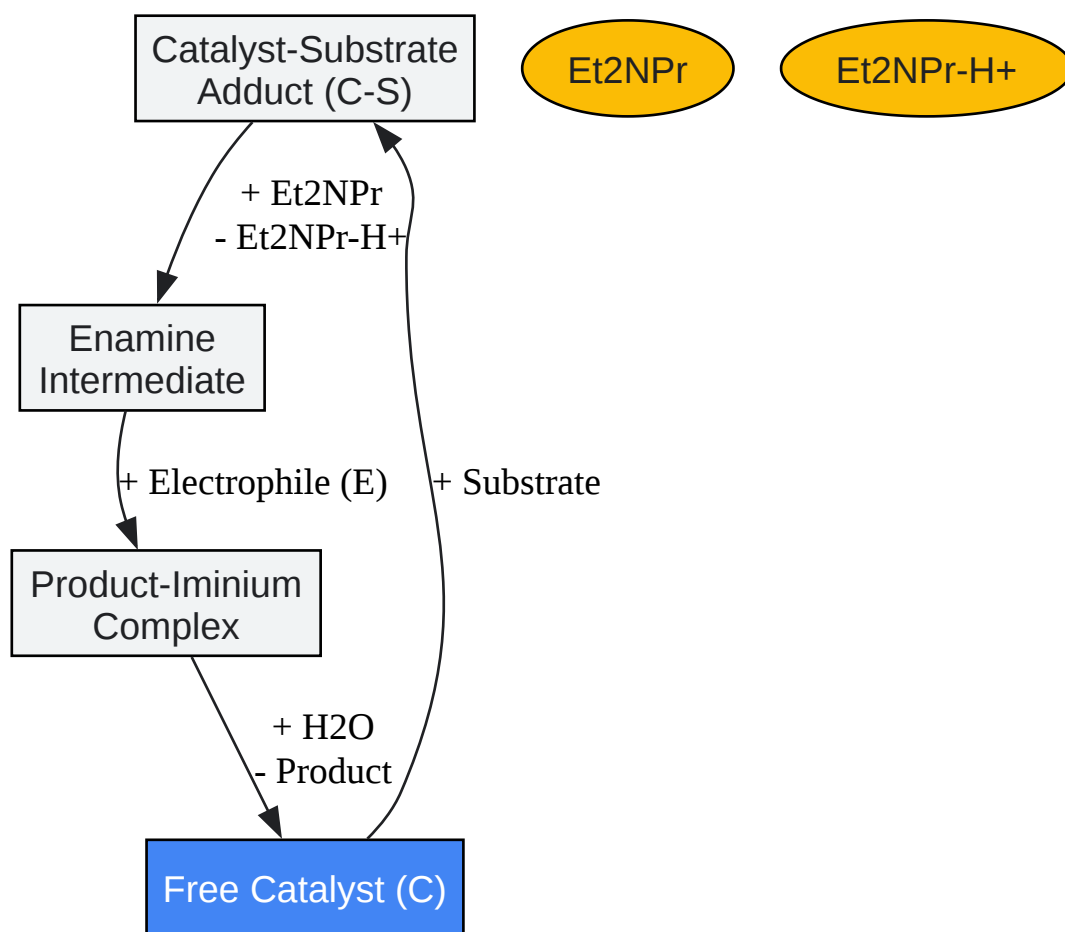 Catalyst-Substrate
Adduct (C-S)
Et2NPr
Et2NPr-H+
+ Et2NPr
- Et2NPr-H+
Enamine
Intermediate
+ Electrophile (E)
+ Substrate
Product-Iminium
Complex
+ H2O
- Product
Free Catalyst (C)